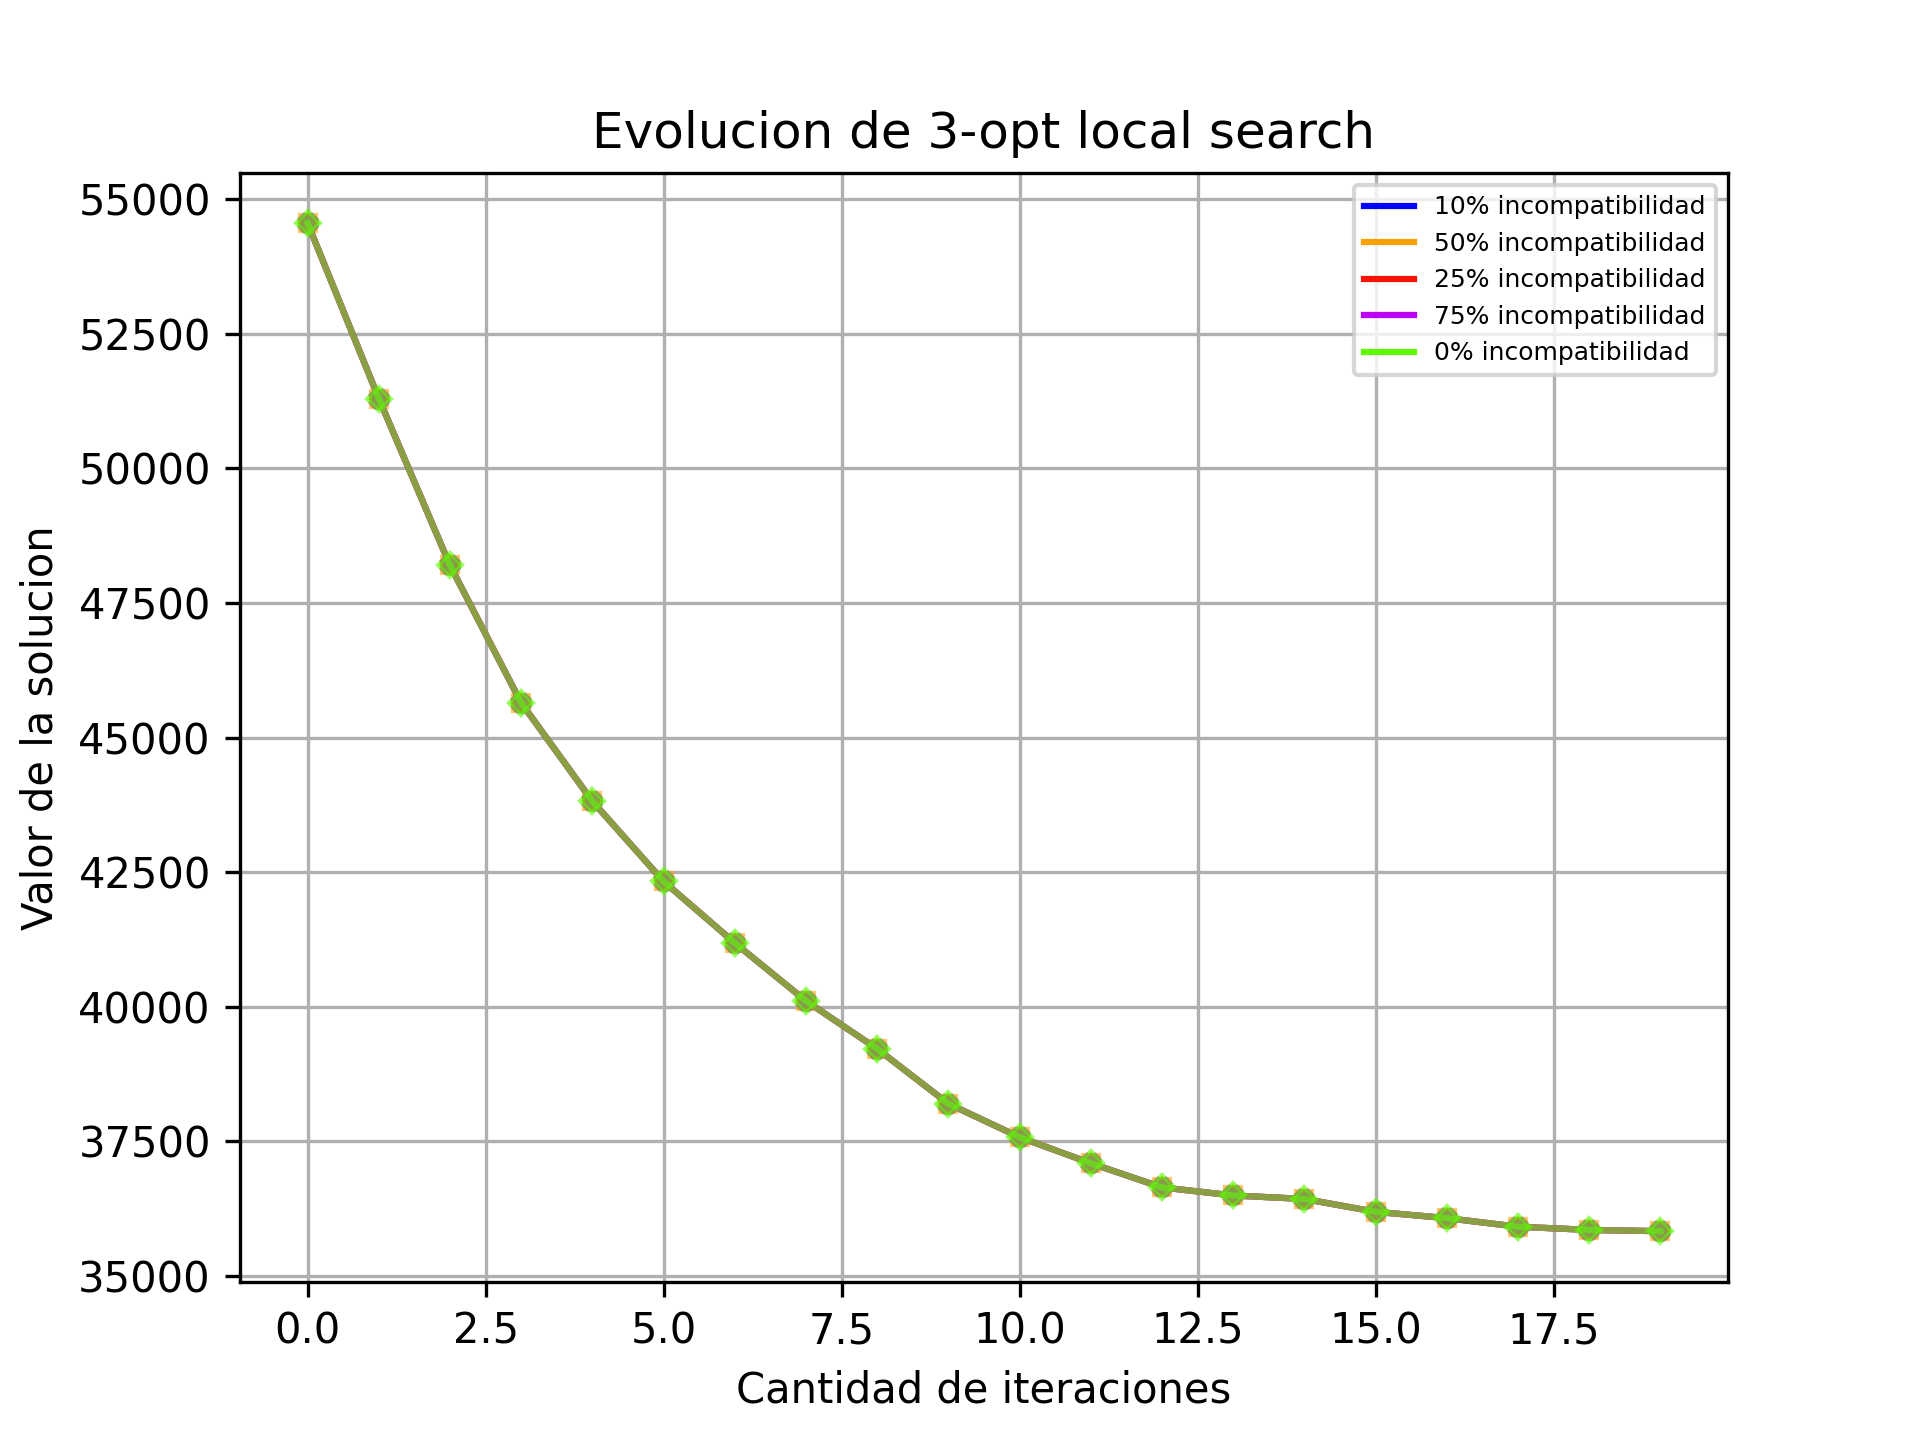 Evolucion de 3-opt local search
55000
52500
50000
47500
45000
42500
40000
37500
35000
Valor de la solucion
10% incompatibilidad
50% incompatibilidad
25% incompatibilidad
75% incompatibilidad
0% incompatibilidad
0.0 2.5 5.0 7.5 10.0 12.5 15.0 17.5
Cantidad de iteraciones